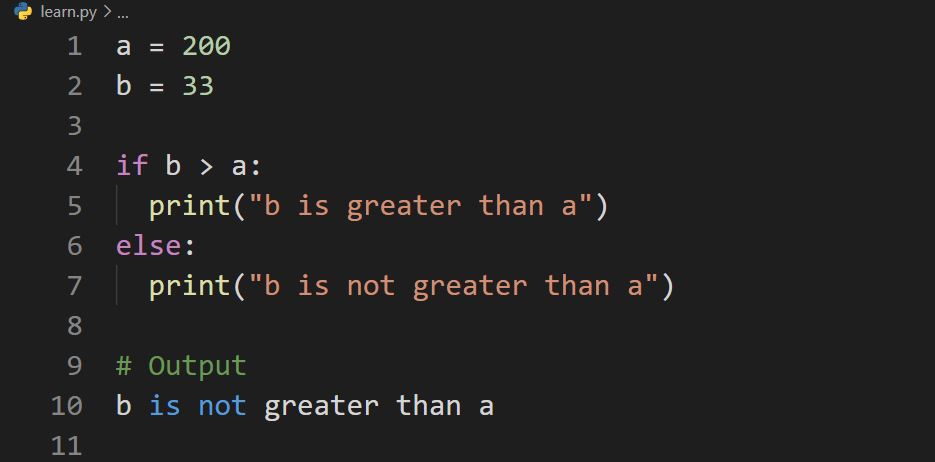 learn.py > ...
1 a = 200
2 b = 33
3
4 if b > a:
5   print("b is greater than a")
6 else:
7   print("b is not greater than a")
8
9 # Output
10 b is not greater than a
11